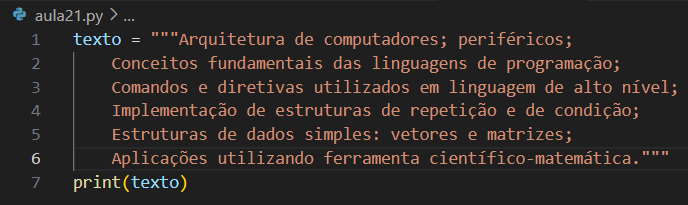 aula21.py > ...
1 texto = """Arquitetura de computadores; periféricos;
2 Conceitos fundamentais das linguagens de programação;
3 Comandos e diretivas utilizados em linguagem de alto nível;
4 Implementação de estruturas de repetição e de condição;
5 Estruturas de dados simples: vetores e matrizes;
6 Aplicações utilizando ferramenta científico-matemática."""
7 print(texto)